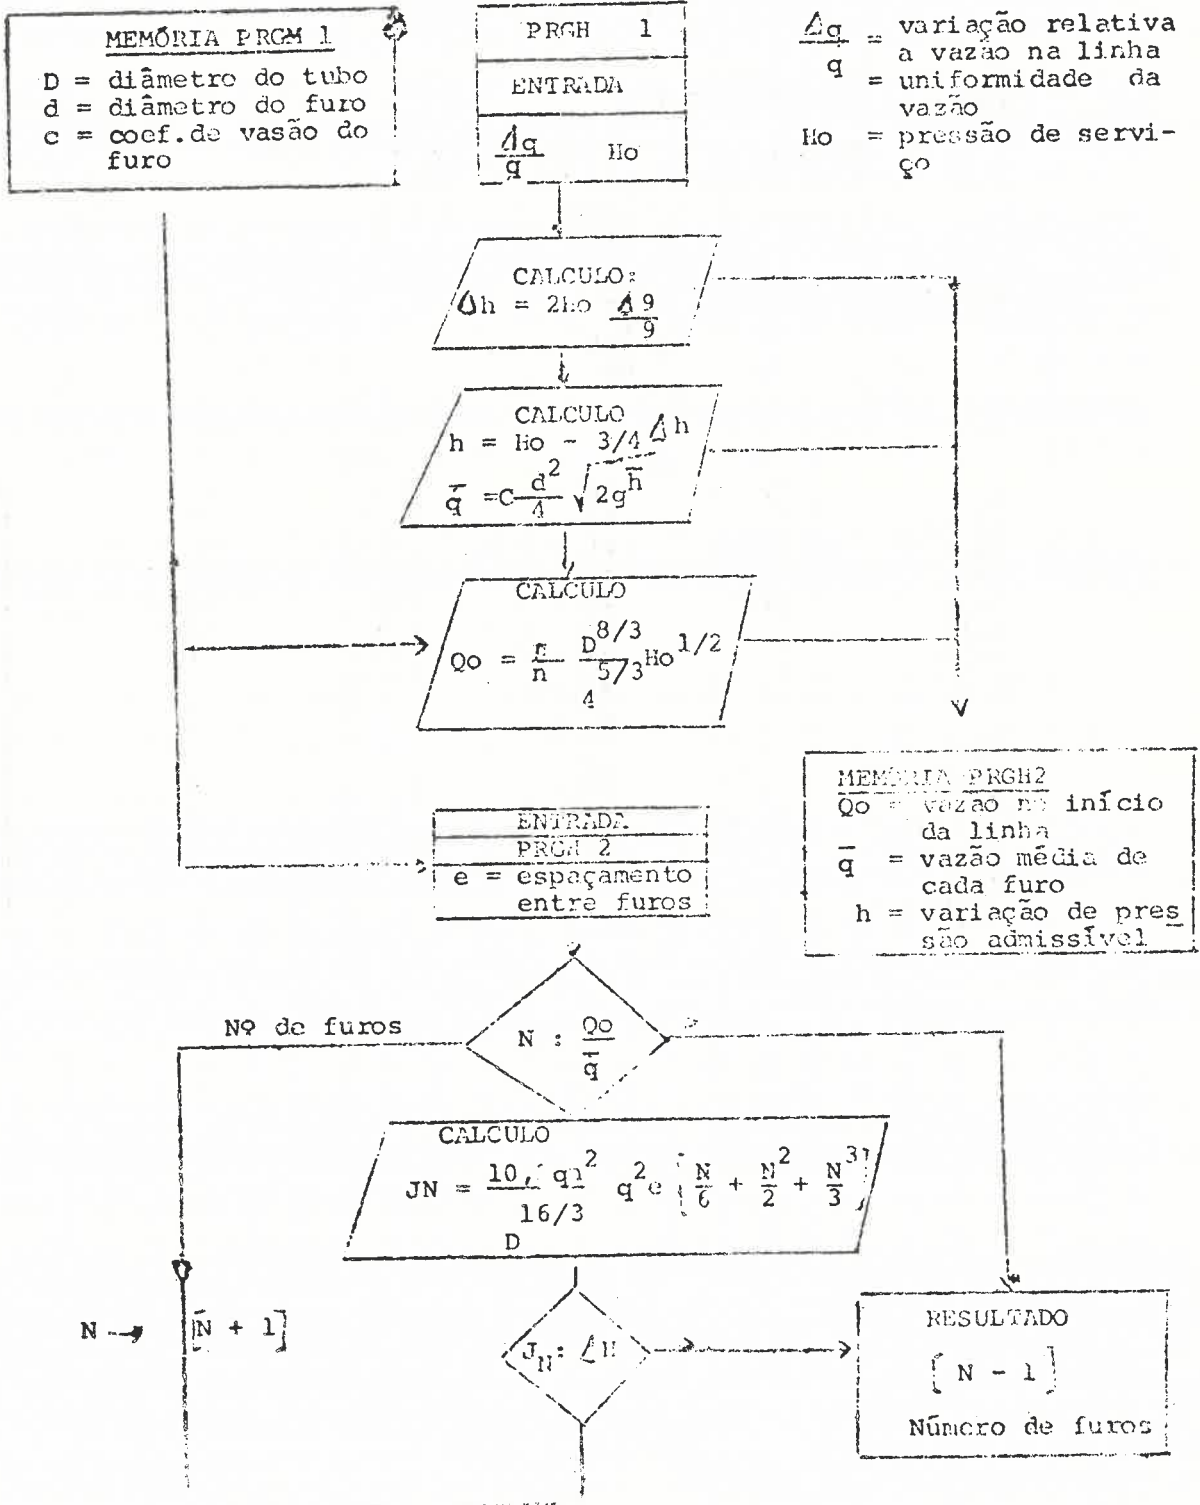 MEMÓRIA PRGM 1
D = diâmetro do tubo
d = diâmetro do furo
c = coef.de vasão do
furo
PRGH 1
ENTRADA
Δq/q Ho
Δq/q = variação relativa
a vazão na linha
= uniformidade da
vazão
Ho = pressão de servi-
ço
CALCULO:
Δh = 2Ho Δ9/9
CALCULO
h = Ho - 3/4 Δh
q̄ =C d²/4 √2gh̄
CALCULO
Qo = π/n D^8/3 / 4^5/3 Ho^1/2
ENTRADA
PRGM 2
e = espaçamento
entre furos
MEMÓRIA PRGH2
Qo = vazão no início
da linha
q̄ = vazão média de
cada furo
h = variação de pres
são admissível
Nº de furos
N : Qo/q̄
>
CALCULO
JN = 10, qn² / D^16/3 q²e [N/6 + N²/2 + N³/3]
N → [N + 1]
J_N: ΔH
>
RESULTADO
[ N - 1 ]
Número de furos